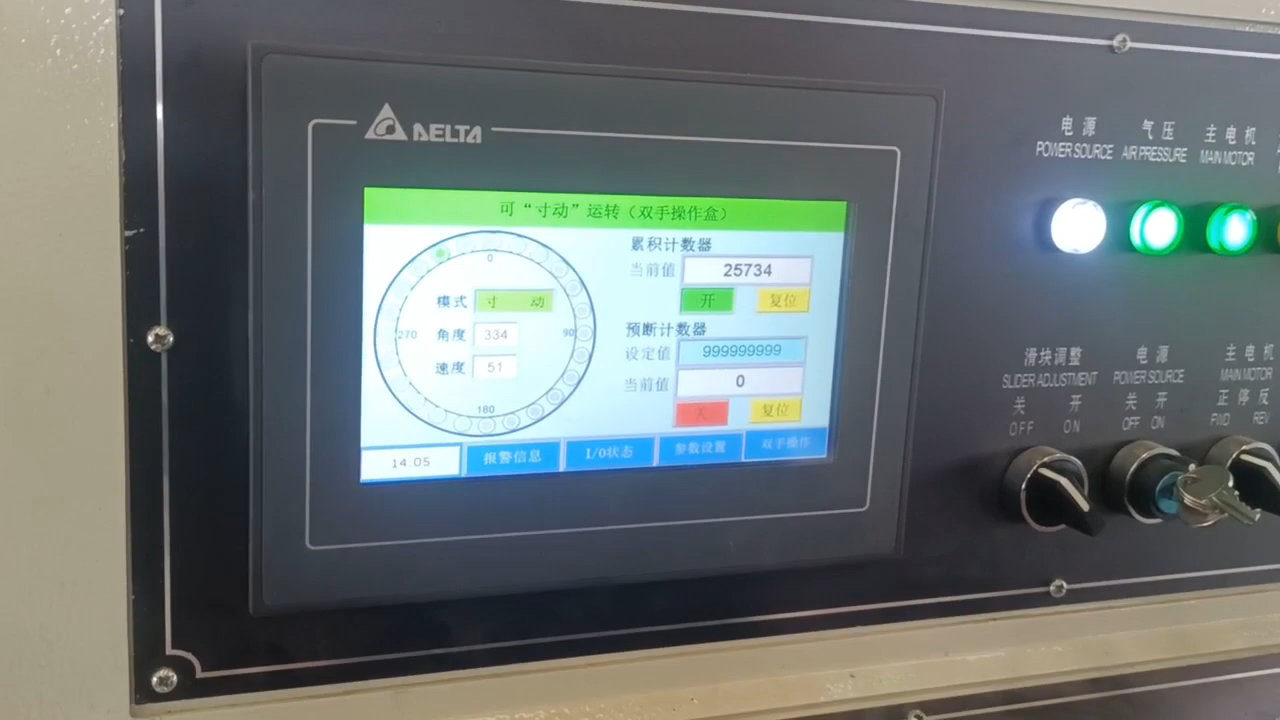 DELTA
可“寸动”运转（双手操作盒）
0
90
180
270
模式 寸 动
角度 334
速度 51
累积计数器
当前值 25734
开 复位
预断计数器
设定值 999999999
当前值 0
关 复位
14:05 报警信息 I/O状态 参数设置 双手操作
电源 气压 主电机
POWER SOURCE AIR PRESSURE MAIN MOTOR
滑块调整 电源 主电机
SLIDER ADJUSTMENT POWER SOURCE MAIN MOTOR
关 开 关 开 正 停 反
OFF ON OFF ON FWD REV